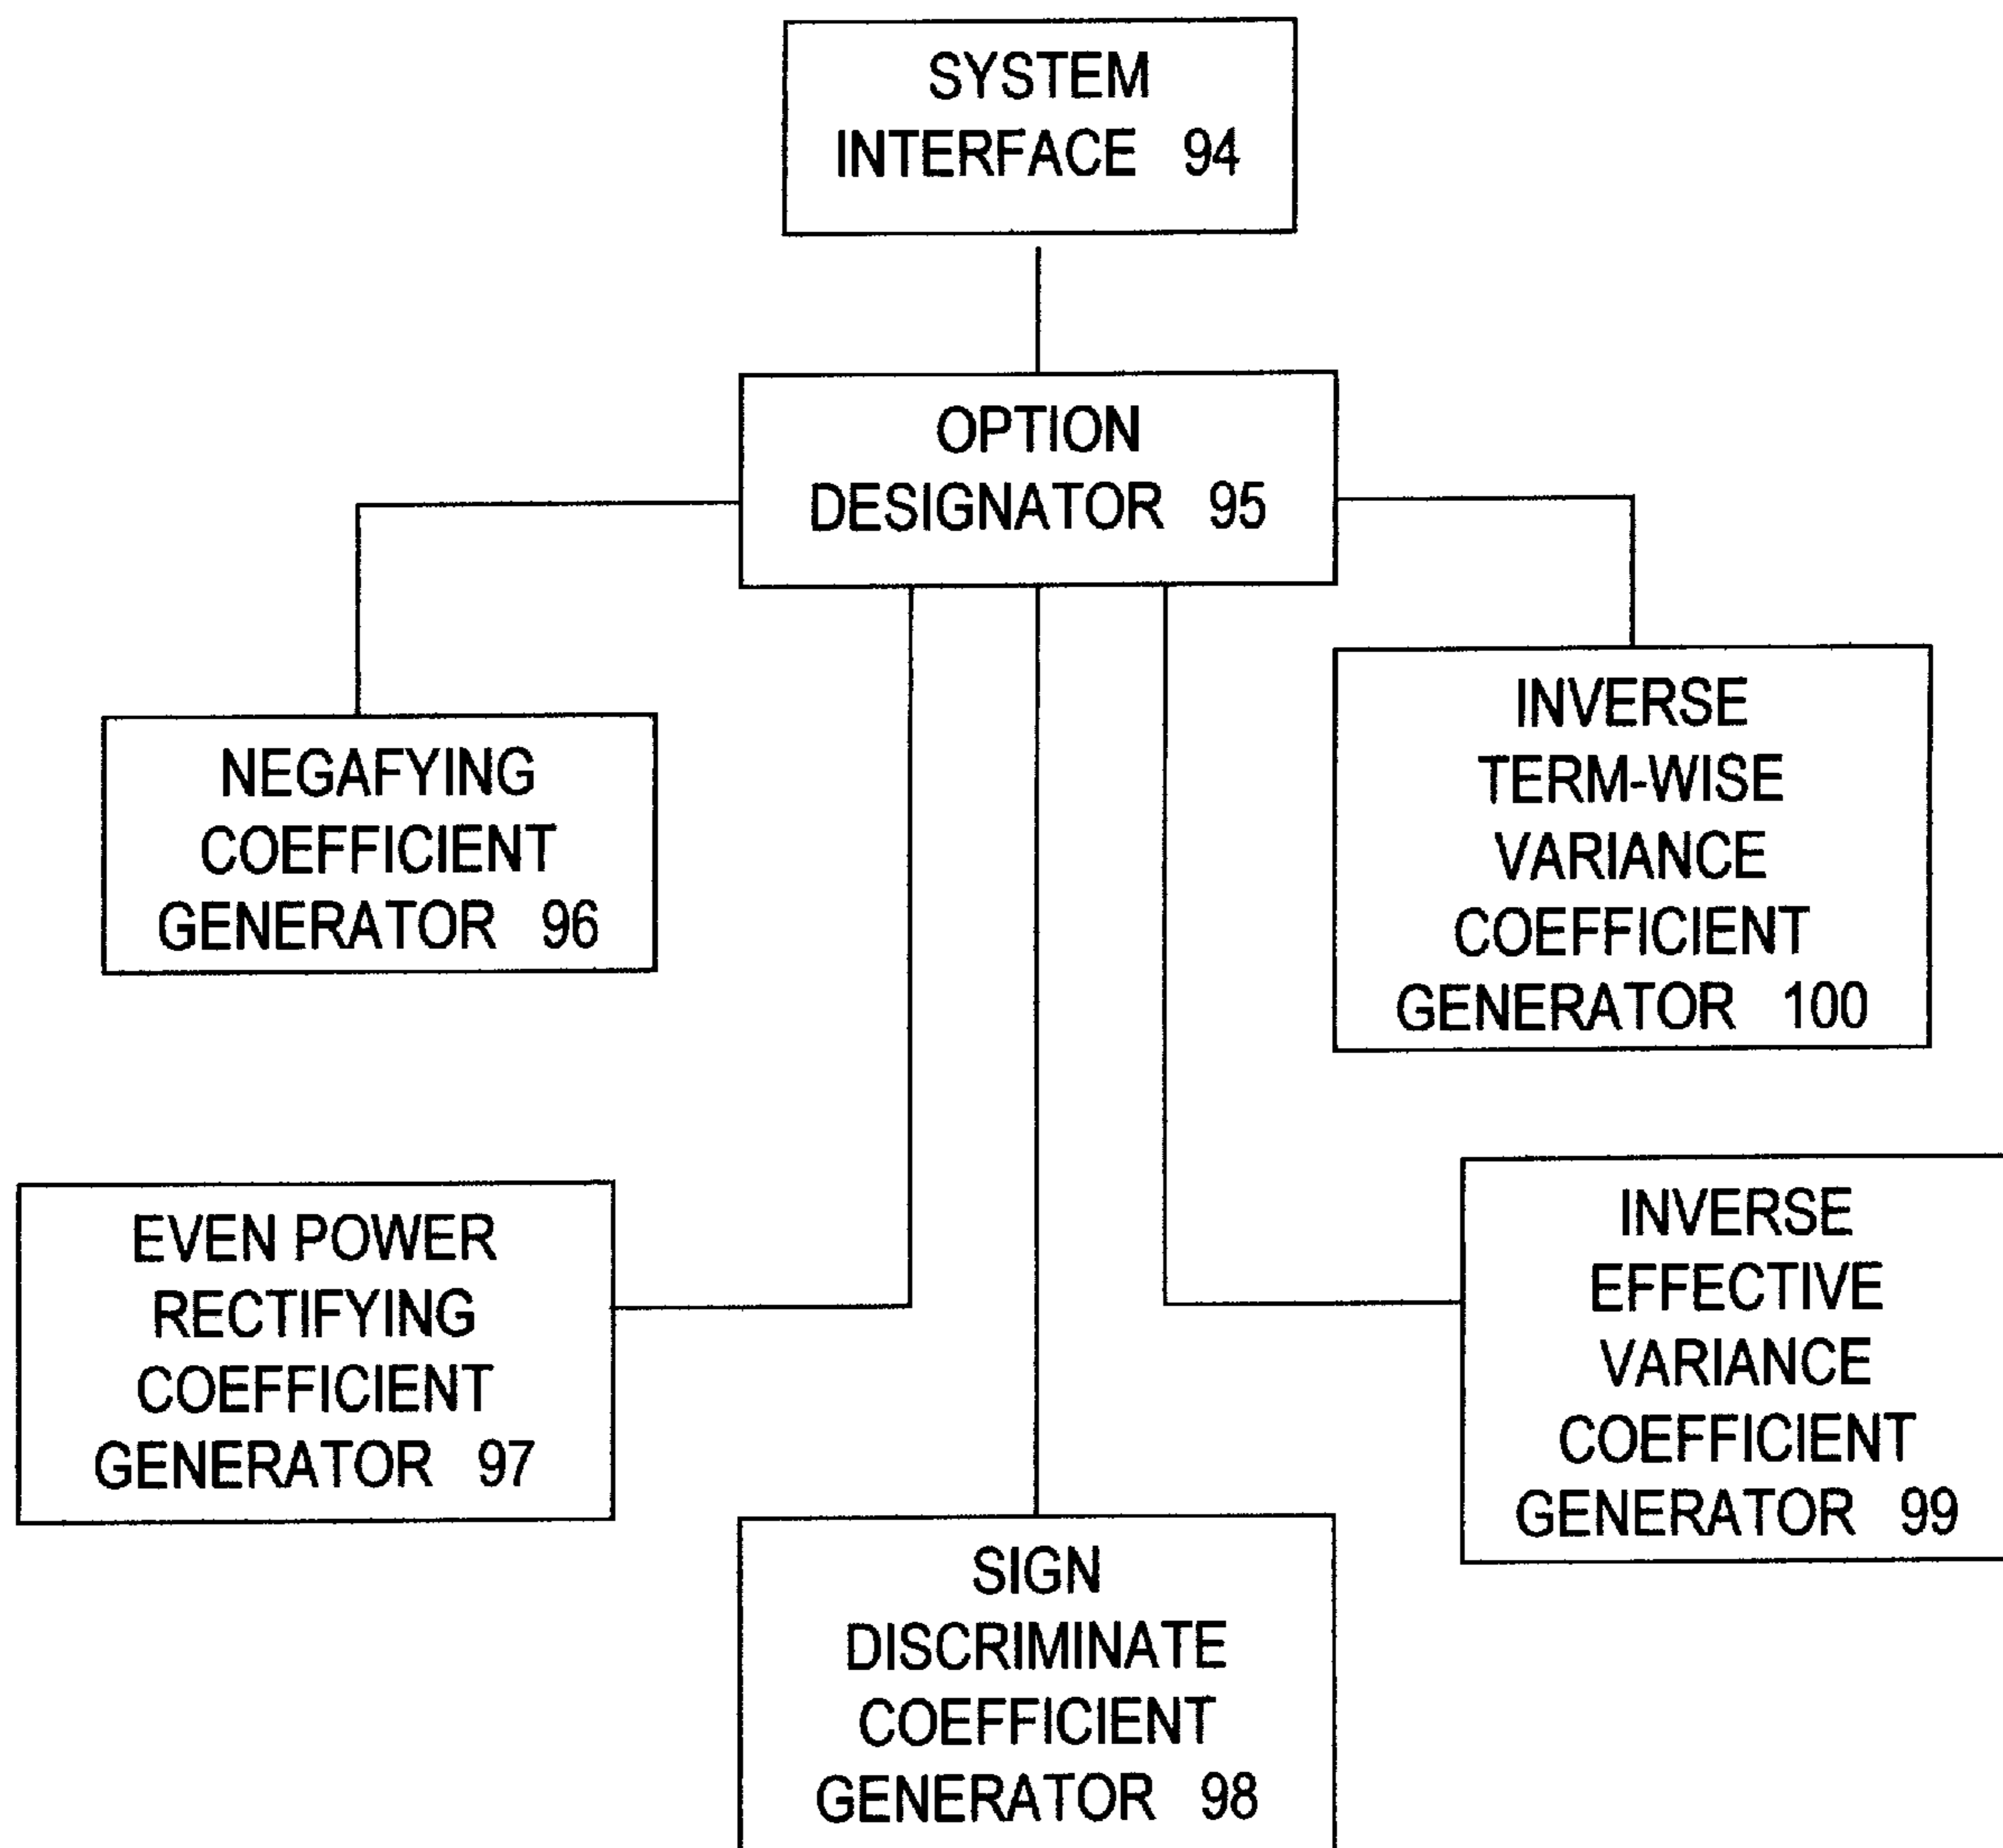 SYSTEM
INTERFACE 94
OPTION
DESIGNATOR 95
NEGAFYING
COEFFICIENT
GENERATOR 96
INVERSE
TERM-WISE
VARIANCE
COEFFICIENT
GENERATOR 100
EVEN POWER
RECTIFYING
COEFFICIENT
GENERATOR 97
INVERSE
EFFECTIVE
VARIANCE
COEFFICIENT
GENERATOR 99
SIGN
DISCRIMINATE
COEFFICIENT
GENERATOR 98